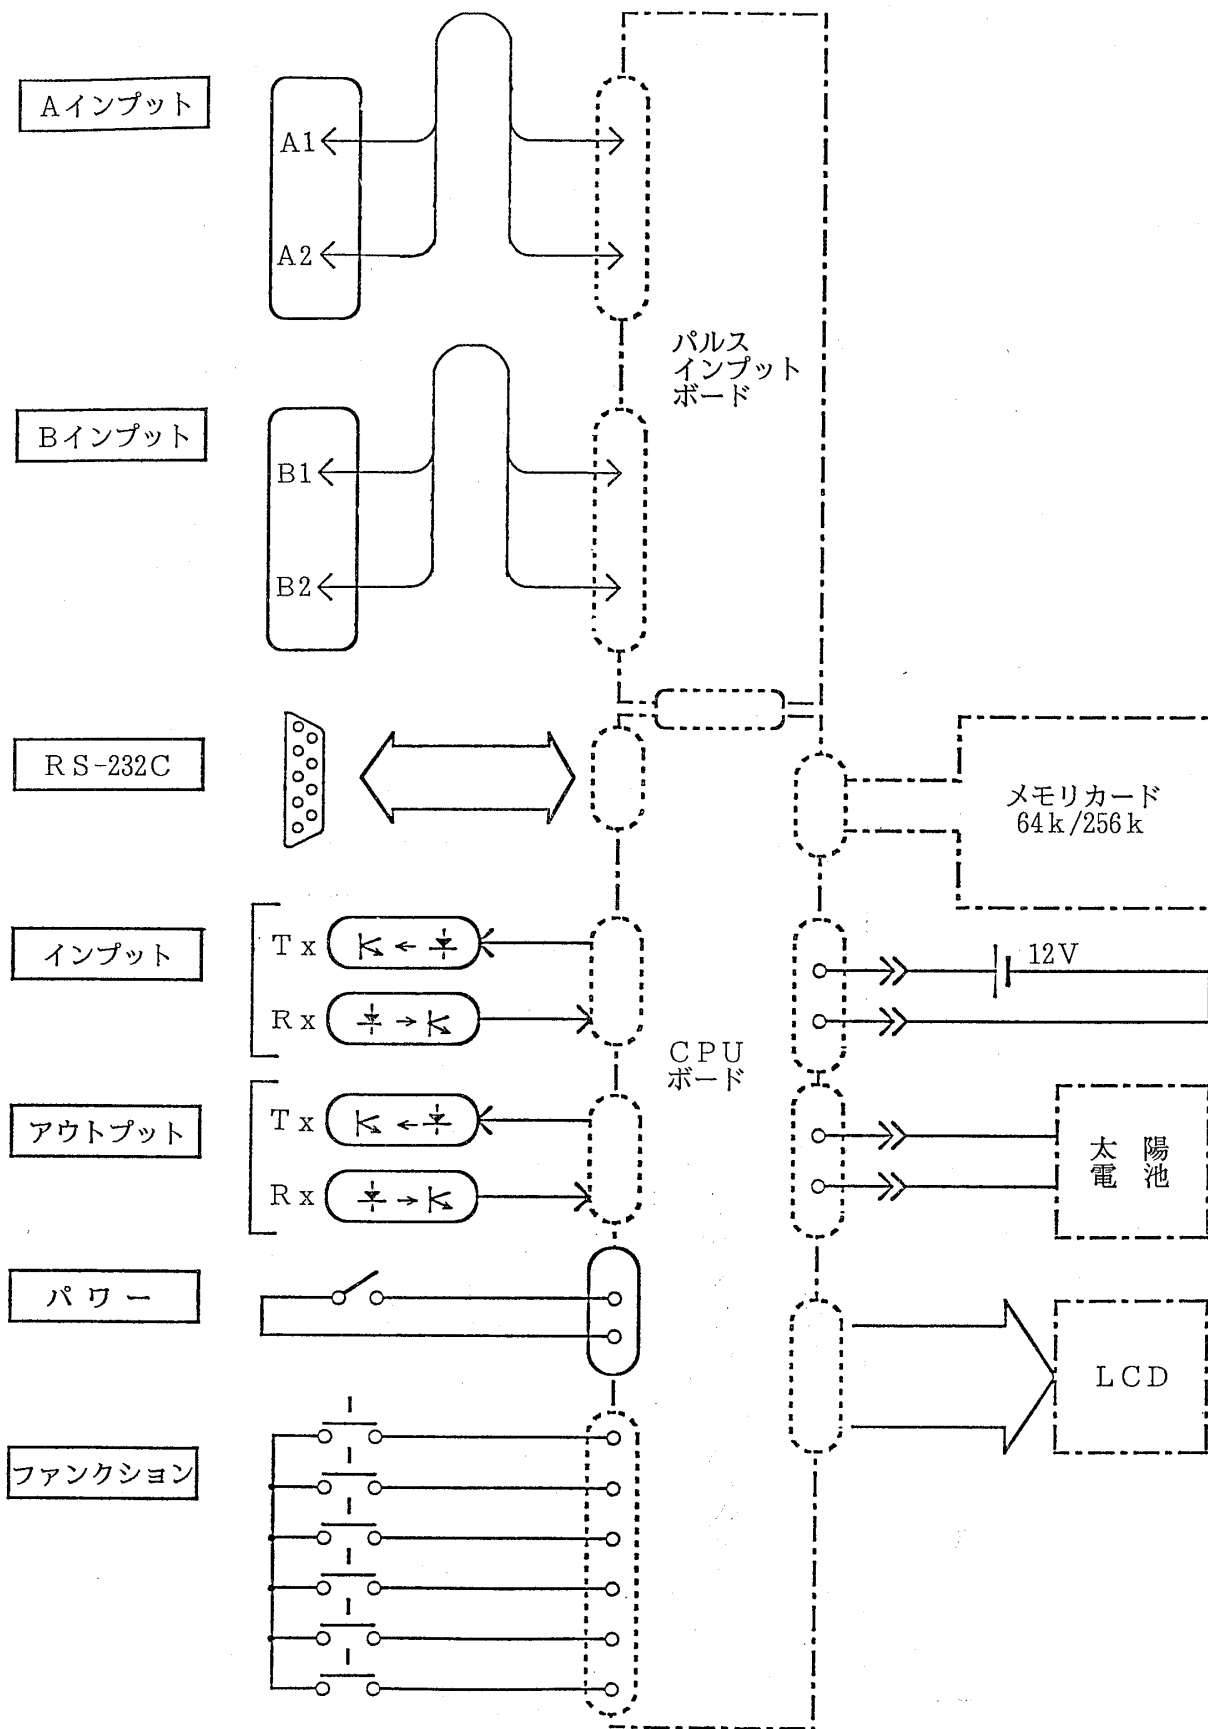 Aインプット
A1
A2
パルス
インプット
ボード
Bインプット
B1
B2
RS-232C
メモリカード
64k/256k
インプット
Tx
Rx
12V
CPU
ボード
アウトプット
Tx
Rx
太陽
電池
パワー
LCD
ファンクション